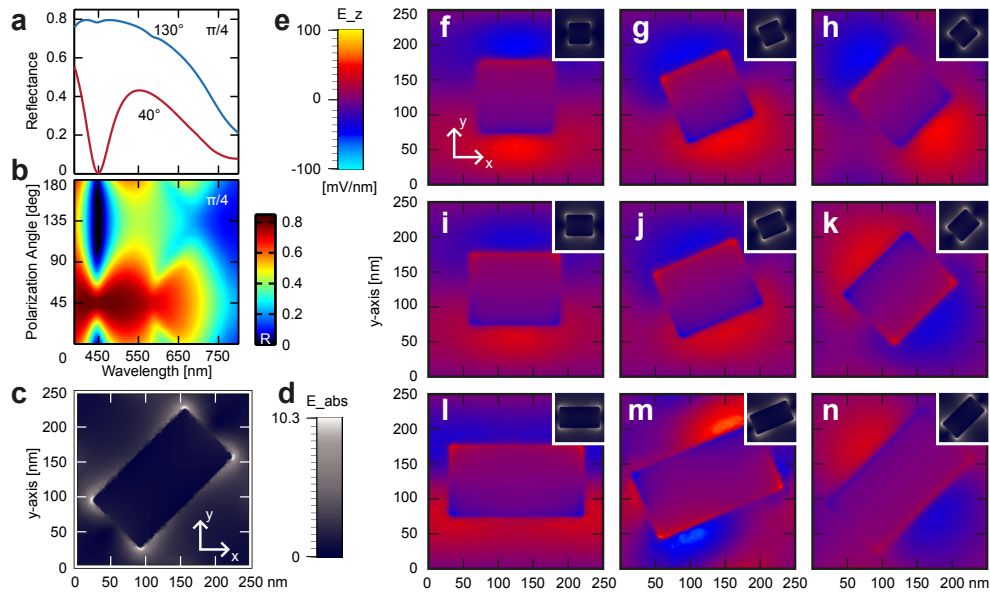 a
0.8
0.6
0.4
0.2
0
Reflectance
130°
π/4
40°
b
180
135
90
45
0
Polarization Angle [deg]
π/4
450
550
650
750
Wavelength [nm]
0.8
0.6
0.4
0.2
0
R
c
250
200
150
100
50
0
y-axis [nm]
y
x
0
50
100
150
200
250 nm
d
E_abs
10.3
0
e
E_z
100
0
-100
[mV/nm]
f
g
h
250
200
150
100
50
0
y
x
i
j
k
250
200
150
100
50
0
y-axis [nm]
l
m
n
250
200
150
100
50
0
0 50 100 150 200
0 50 100 150 200
0 50 100 150 250 nm